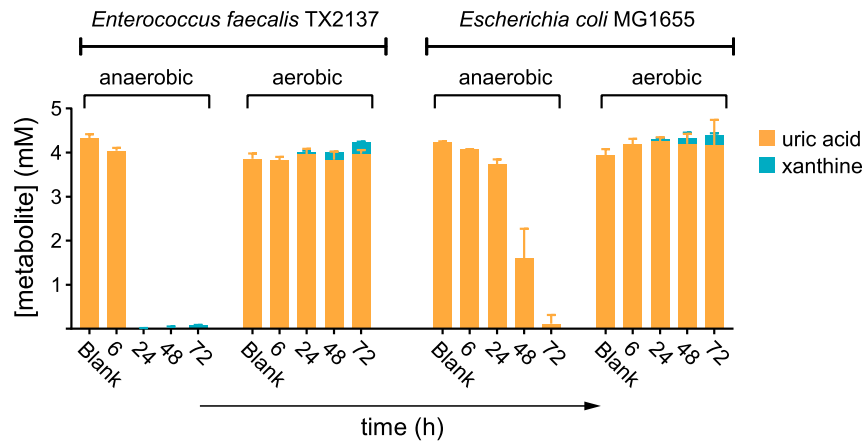 Enterococcus faecalis TX2137
Escherichia coli MG1655
anaerobic
aerobic
anaerobic
aerobic
[metabolite] (mM)
5
4
3
2
1
uric acid
xanthine
Blank 6 24 48 72
Blank 6 24 48 72
Blank 6 24 48 72
Blank 6 24 48 72
time (h)